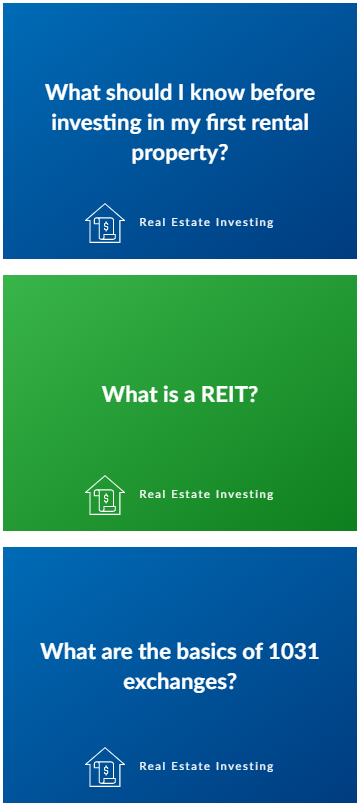 What should I know before
investing in my first rental
property?
$
Real Estate Investing
What is a REIT?
$
Real Estate Investing
What are the basics of 1031
exchanges?
$
Real Estate Investing